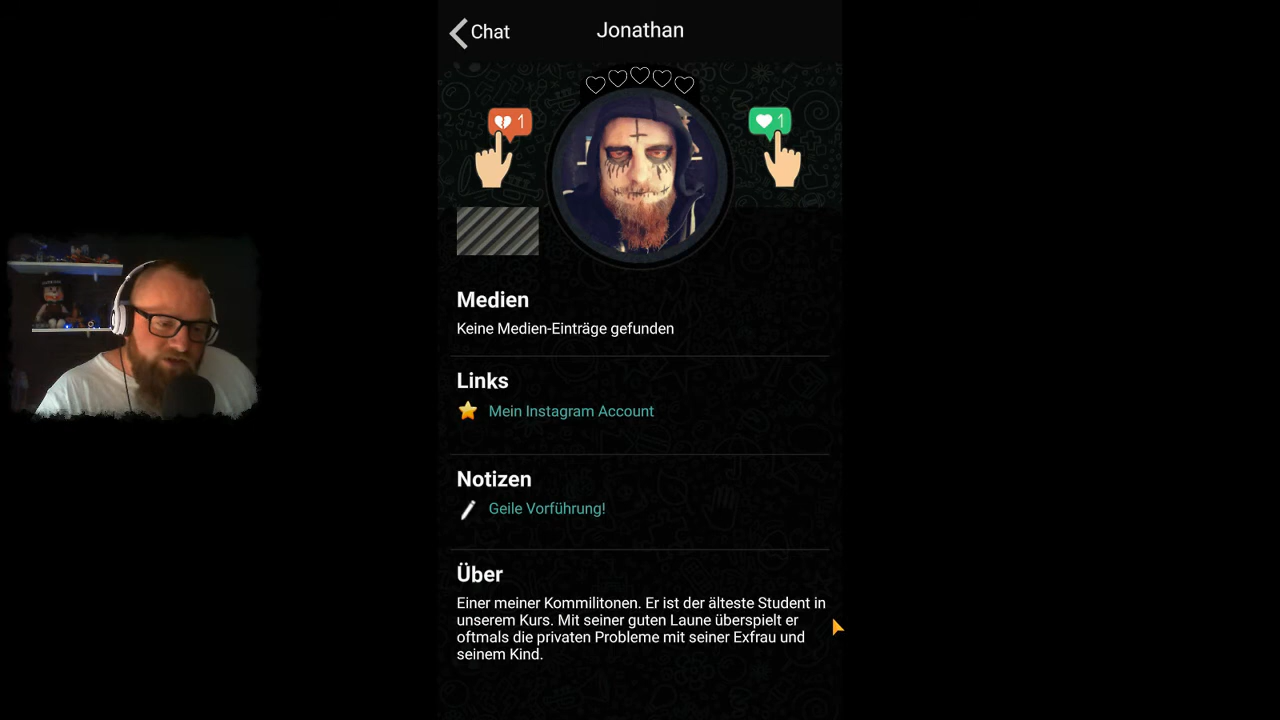 Chat
Jonathan
1
1
Medien
Keine Medien-Einträge gefunden
Links
Mein Instagram Account
Notizen
Geile Vorführung!
Über
Einer meiner Kommilitonen. Er ist der älteste Student in
unserem Kurs. Mit seiner guten Laune überspielt er
oftmals die privaten Probleme mit seiner Exfrau und
seinem Kind.